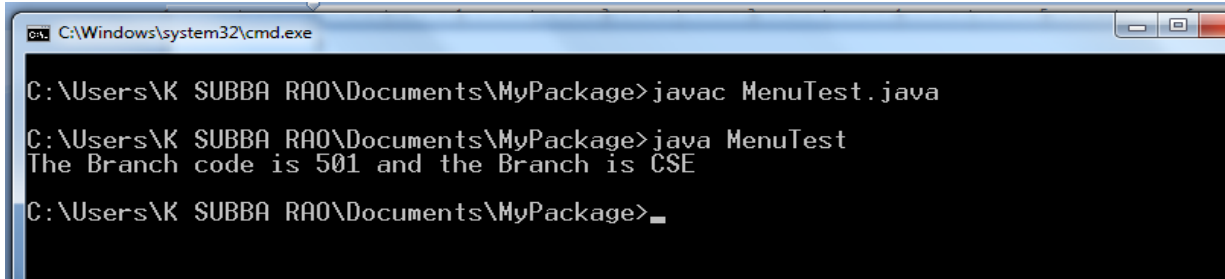 C:\Windows\system32\cmd.exe
C:\Users\K SUBBA RAO\Documents\MyPackage>javac MenuTest.java
C:\Users\K SUBBA RAO\Documents\MyPackage>java MenuTest
The Branch code is 501 and the Branch is CSE
C:\Users\K SUBBA RAO\Documents\MyPackage>